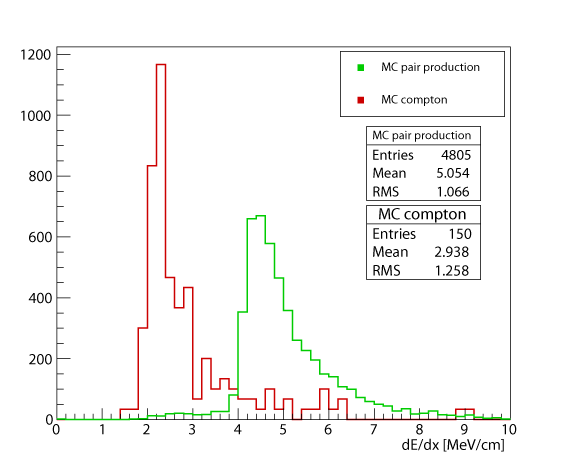 1200
1000
800
600
400
200
0
0 1 2 3 4 5 6 7 8 9 10
dE/dx [MeV/cm]
MC pair production
MC compton
MC pair production
Entries 4805
Mean 5.054
RMS 1.066
MC compton
Entries 150
Mean 2.938
RMS 1.258